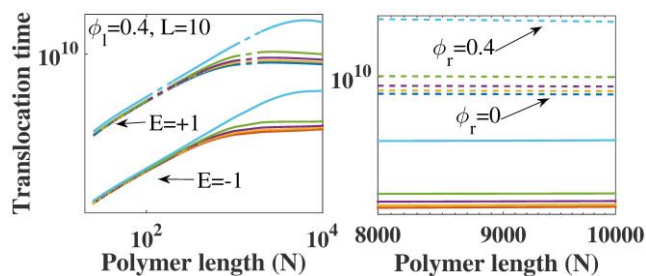 Translocation time
10^10
ϕ_l=0.4, L=10
E=+1
E=-1
10^2
10^4
Polymer length (N)
10^10
ϕ_r=0.4
ϕ_r=0
8000
9000
10000
Polymer length (N)